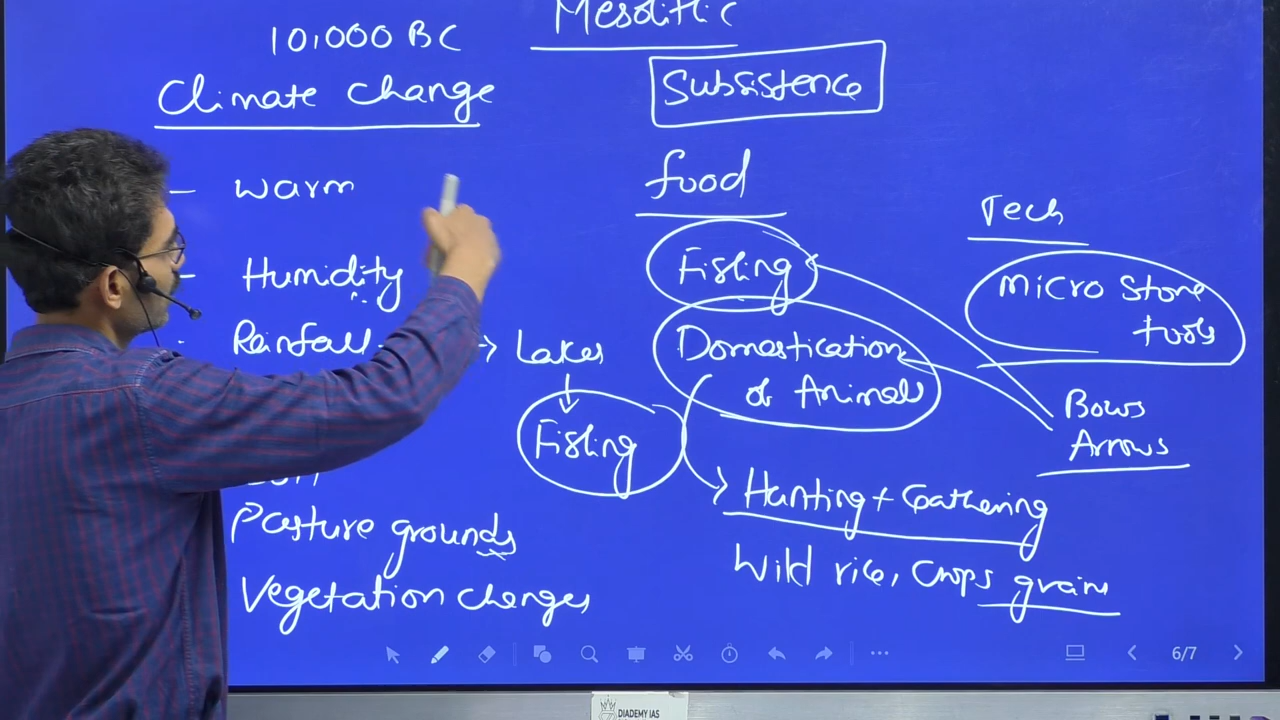 Mesolithic
10,000 BC
Climate change
- warm
- Humidity
- Rainfall → Lakes
Fishing
Pasture grounds
Vegetation changes
Subsistence
food
Fishing
Domestication
of Animals
Hunting + Gathering
Wild rice, Crops grains
Tech
Micro Stone
tools
Bows
Arrows
6/7
DIADEMY IAS